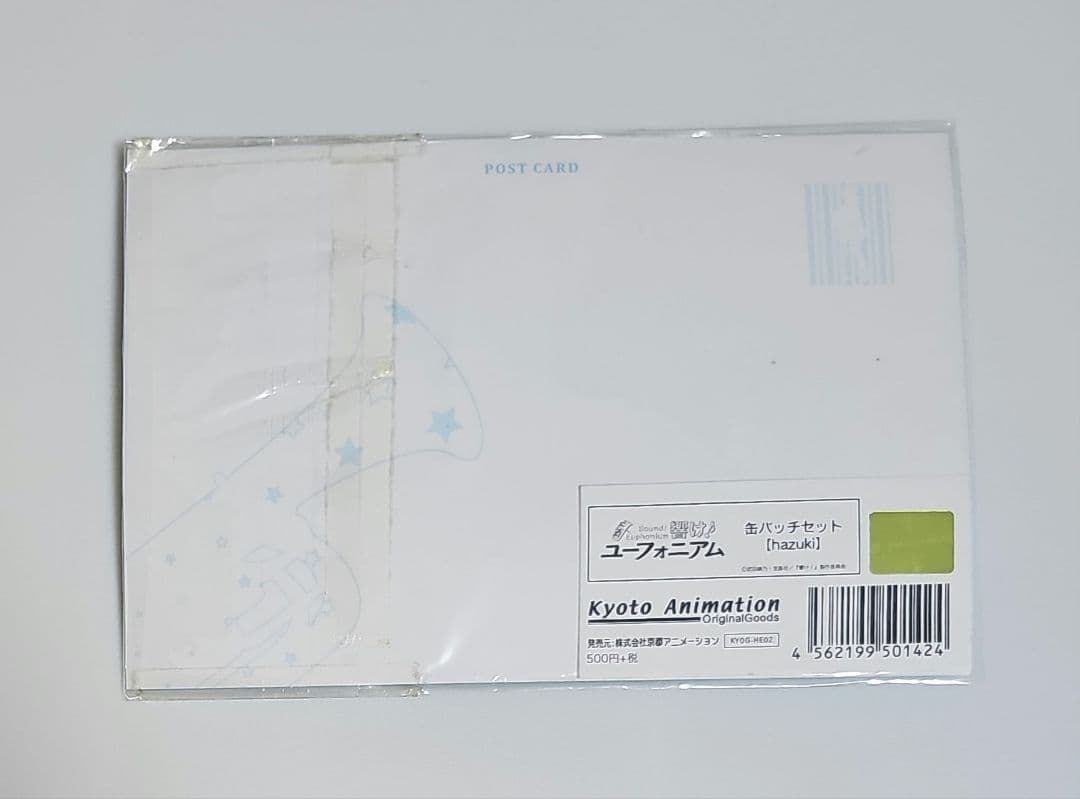 POST CARD
Sound! Euphonium
響け!
ユーフォニアム
缶バッチセット
【hazuki】
Kyoto Animation
OriginalGoods
発売元:株式会社京都アニメーション
KYOG-HE02
500円+税
4 562199 501424